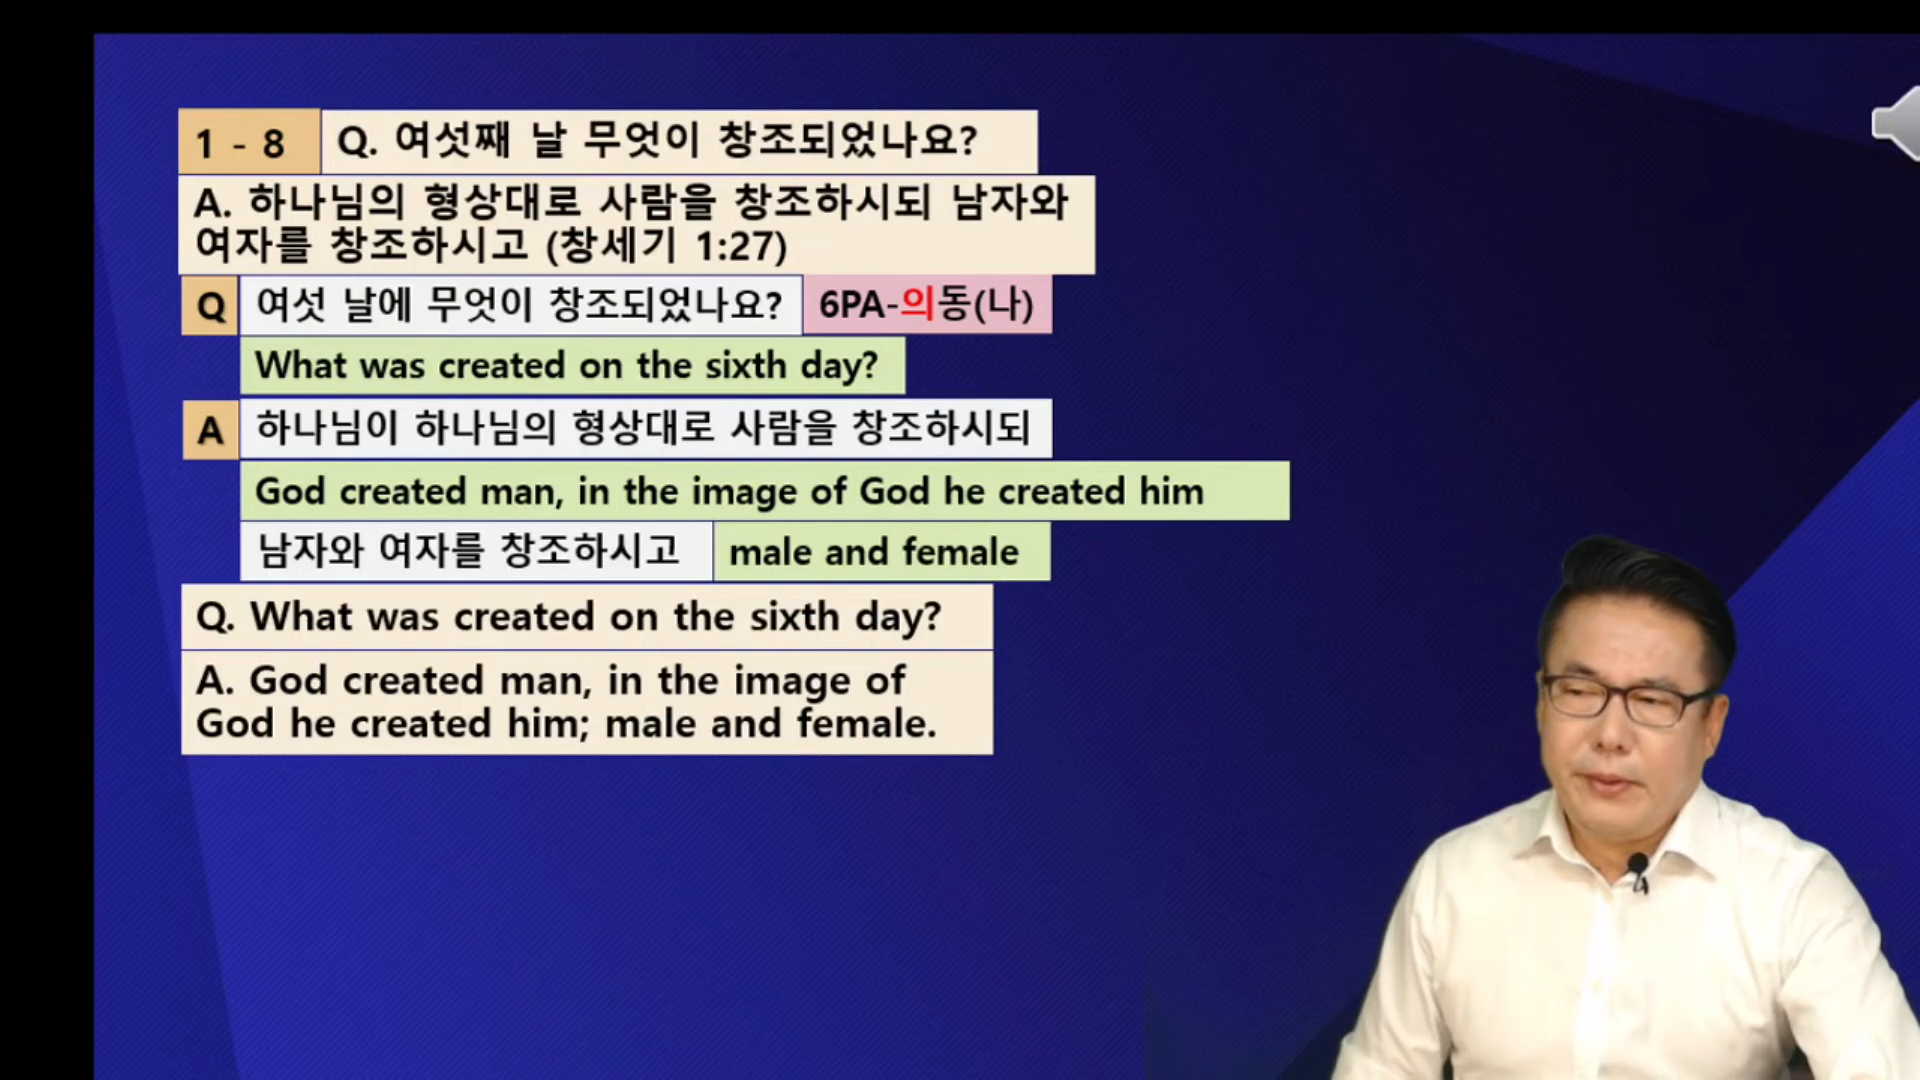 1 - 8 Q. 여섯째 날 무엇이 창조되었나요?
A. 하나님의 형상대로 사람을 창조하시되 남자와
여자를 창조하시고 (창세기 1:27)
Q 여섯 날에 무엇이 창조되었나요? 6PA-의동(나)
What was created on the sixth day?
A 하나님이 하나님의 형상대로 사람을 창조하시되
God created man, in the image of God he created him
남자와 여자를 창조하시고 male and female
Q. What was created on the sixth day?
A. God created man, in the image of
God he created him; male and female.